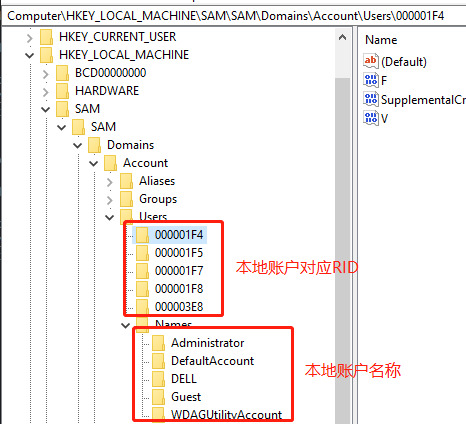 Computer\HKEY_LOCAL_MACHINE\SAM\SAM\Domains\Account\Users\000001F4
HKEY_CURRENT_USER
HKEY_LOCAL_MACHINE
BCD00000000
HARDWARE
SAM
SAM
Domains
Account
Aliases
Groups
Users
000001F4
000001F5
000001F7
000001F8
000003E8
Names
Administrator
DefaultAccount
DELL
Guest
WDAGUtilityAccount
Name
(Default)
F
SupplementalCr
V
本地账户对应RID
本地账户名称